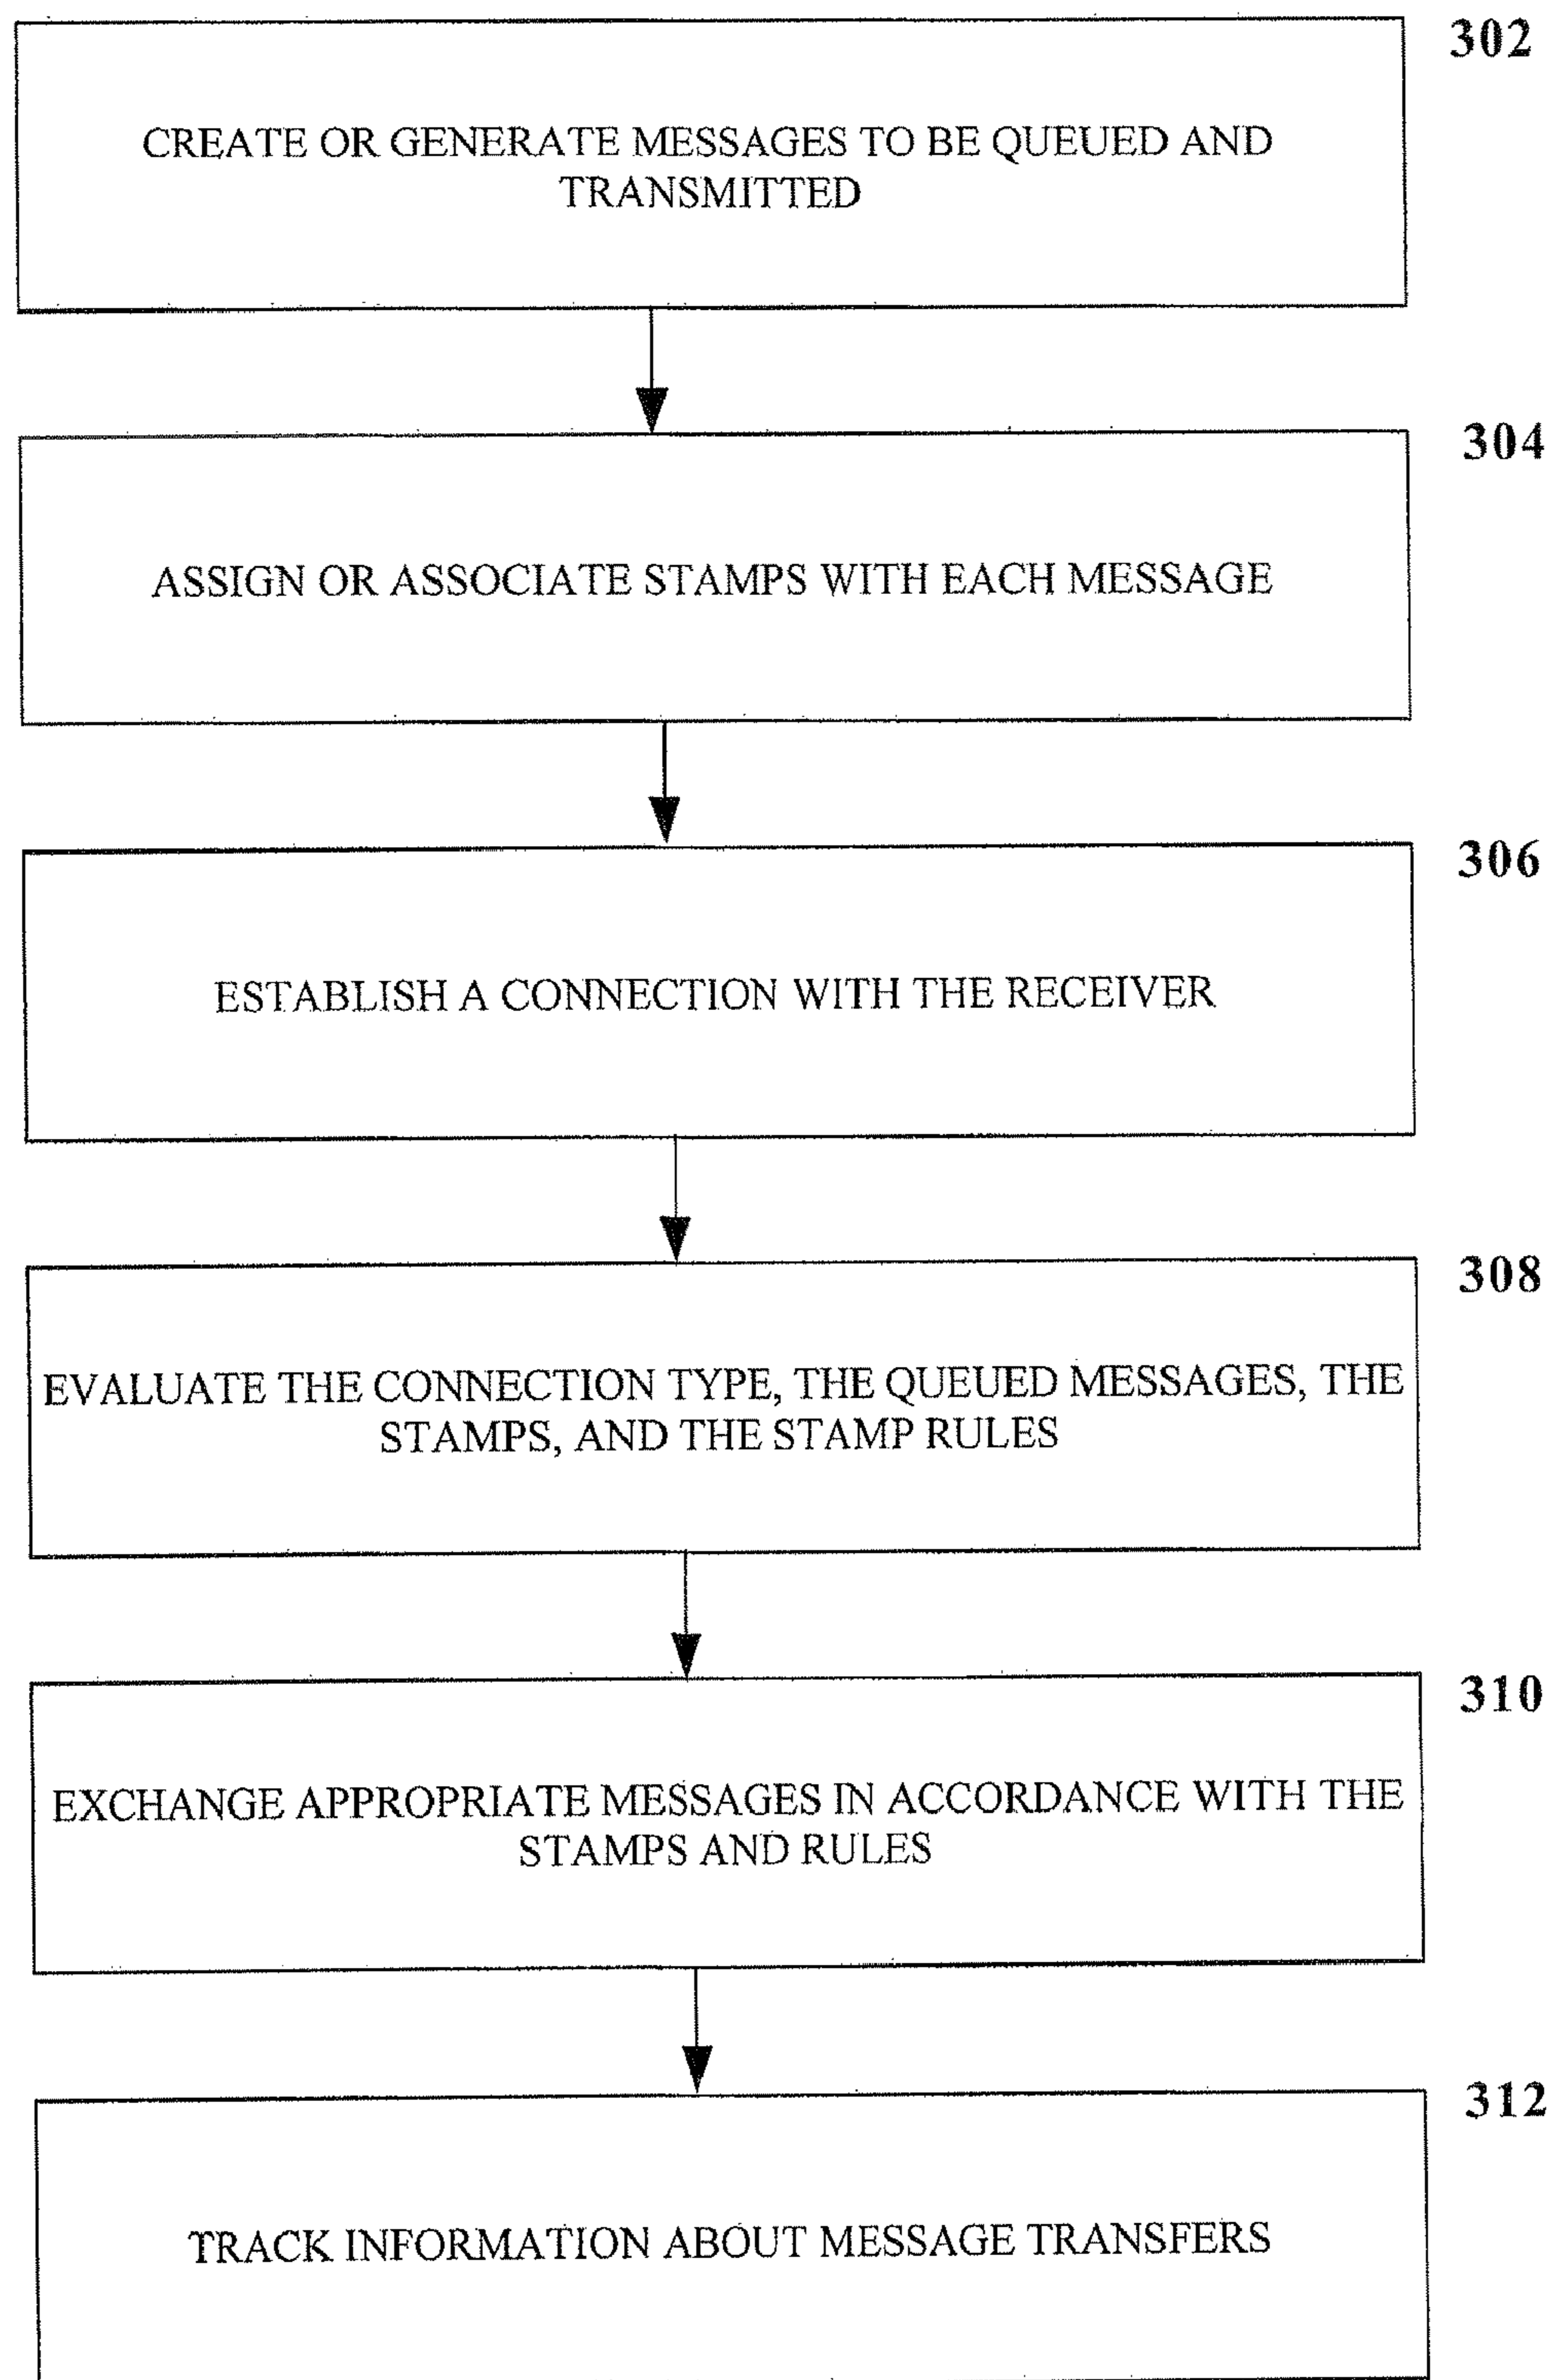 302
CREATE OR GENERATE MESSAGES TO BE QUEUED AND
TRANSMITTED
304
ASSIGN OR ASSOCIATE STAMPS WITH EACH MESSAGE
306
ESTABLISH A CONNECTION WITH THE RECEIVER
308
EVALUATE THE CONNECTION TYPE, THE QUEUED MESSAGES, THE
STAMPS, AND THE STAMP RULES
310
EXCHANGE APPROPRIATE MESSAGES IN ACCORDANCE WITH THE
STAMPS AND RULES
312
TRACK INFORMATION ABOUT MESSAGE TRANSFERS